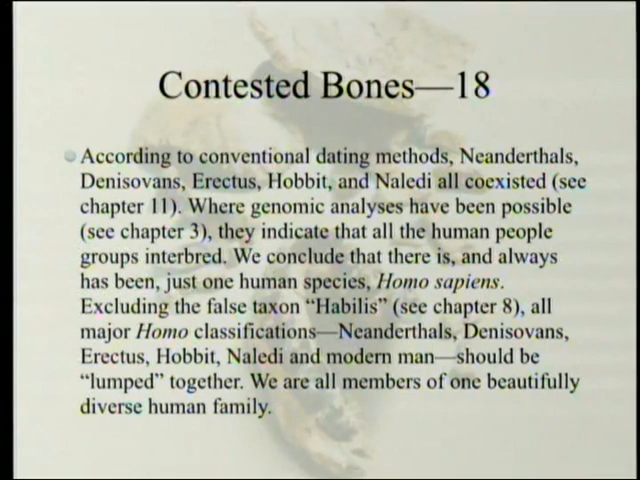 Contested Bones—18
According to conventional dating methods, Neanderthals,
Denisovans, Erectus, Hobbit, and Naledi all coexisted (see
chapter 11). Where genomic analyses have been possible
(see chapter 3), they indicate that all the human people
groups interbred. We conclude that there is, and always
has been, just one human species, Homo sapiens.
Excluding the false taxon “Habilis” (see chapter 8), all
major Homo classifications—Neanderthals, Denisovans,
Erectus, Hobbit, Naledi and modern man—should be
“lumped” together. We are all members of one beautifully
diverse human family.